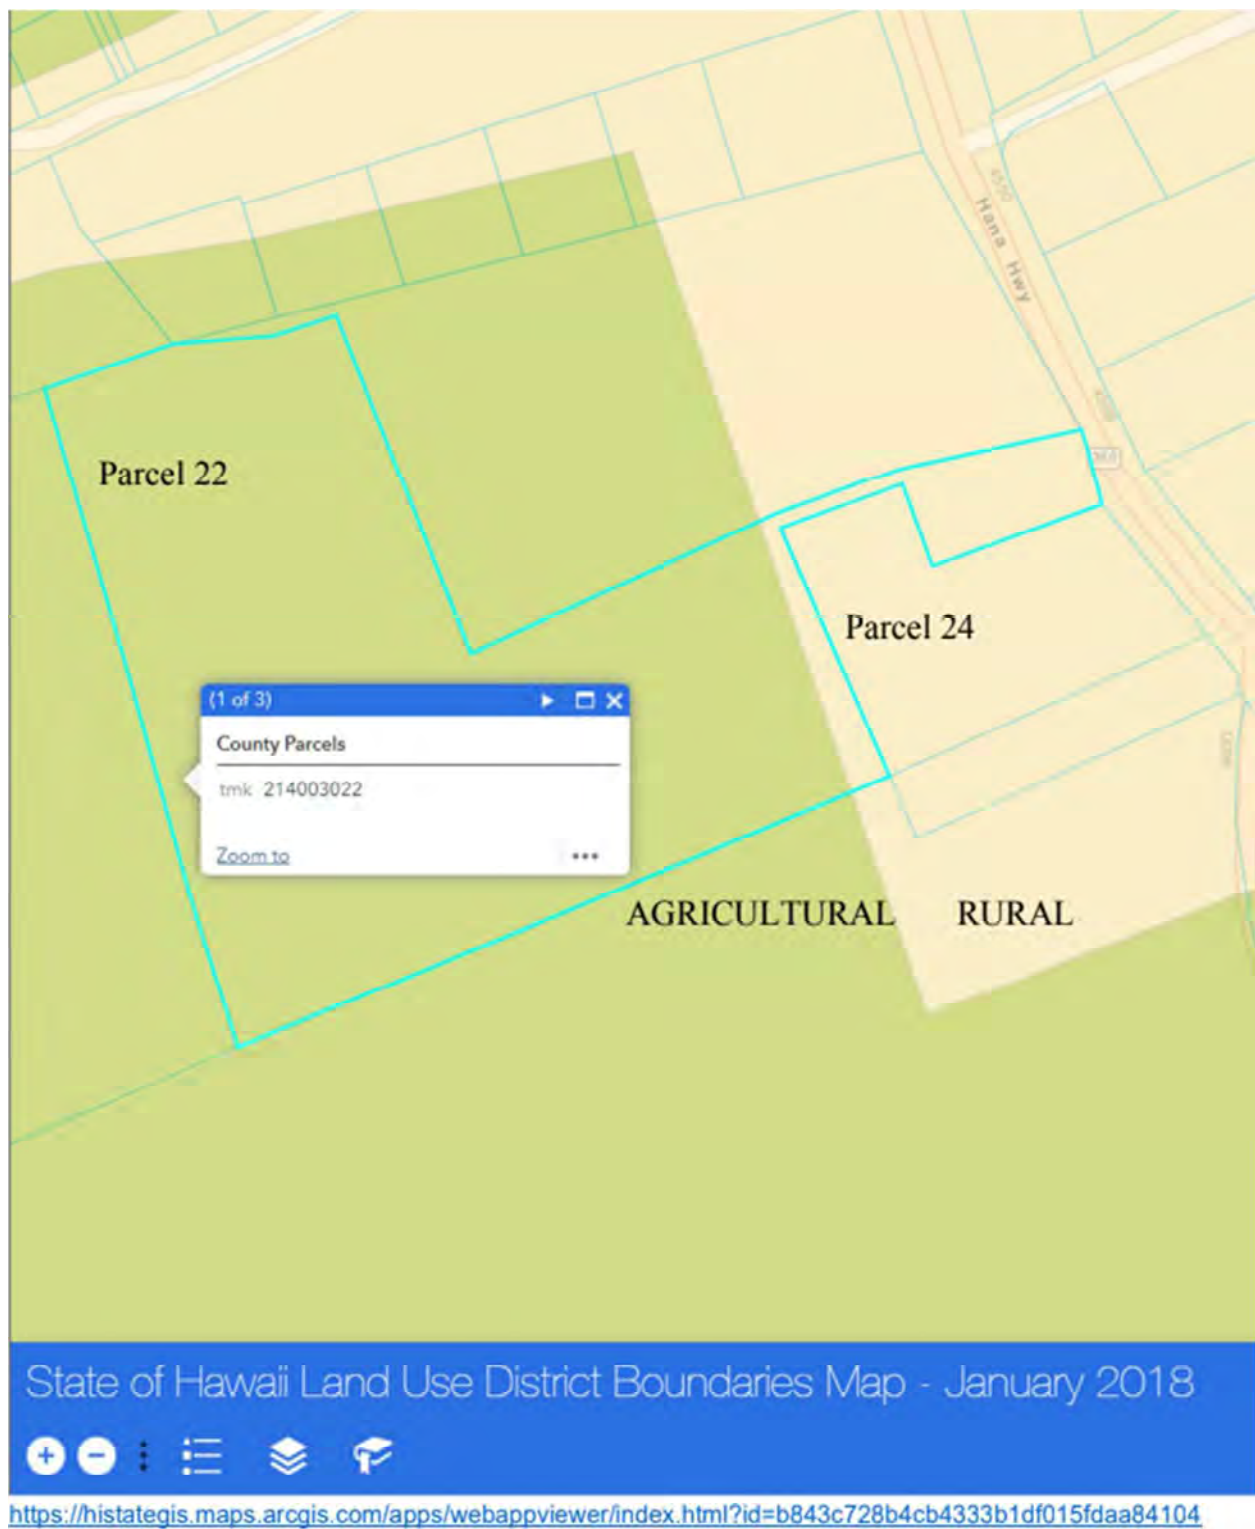 Hana Hwy
Parcel 22
Parcel 24
(1 of 3)
County Parcels
tmk 214003022
Zoom to
AGRICULTURAL RURAL
State of Hawaii Land Use District Boundaries Map - January 2018
https://histategis.maps.arcgis.com/apps/webappviewer/index.html?id=b843c728b4cb4333b1df015fdaa84104